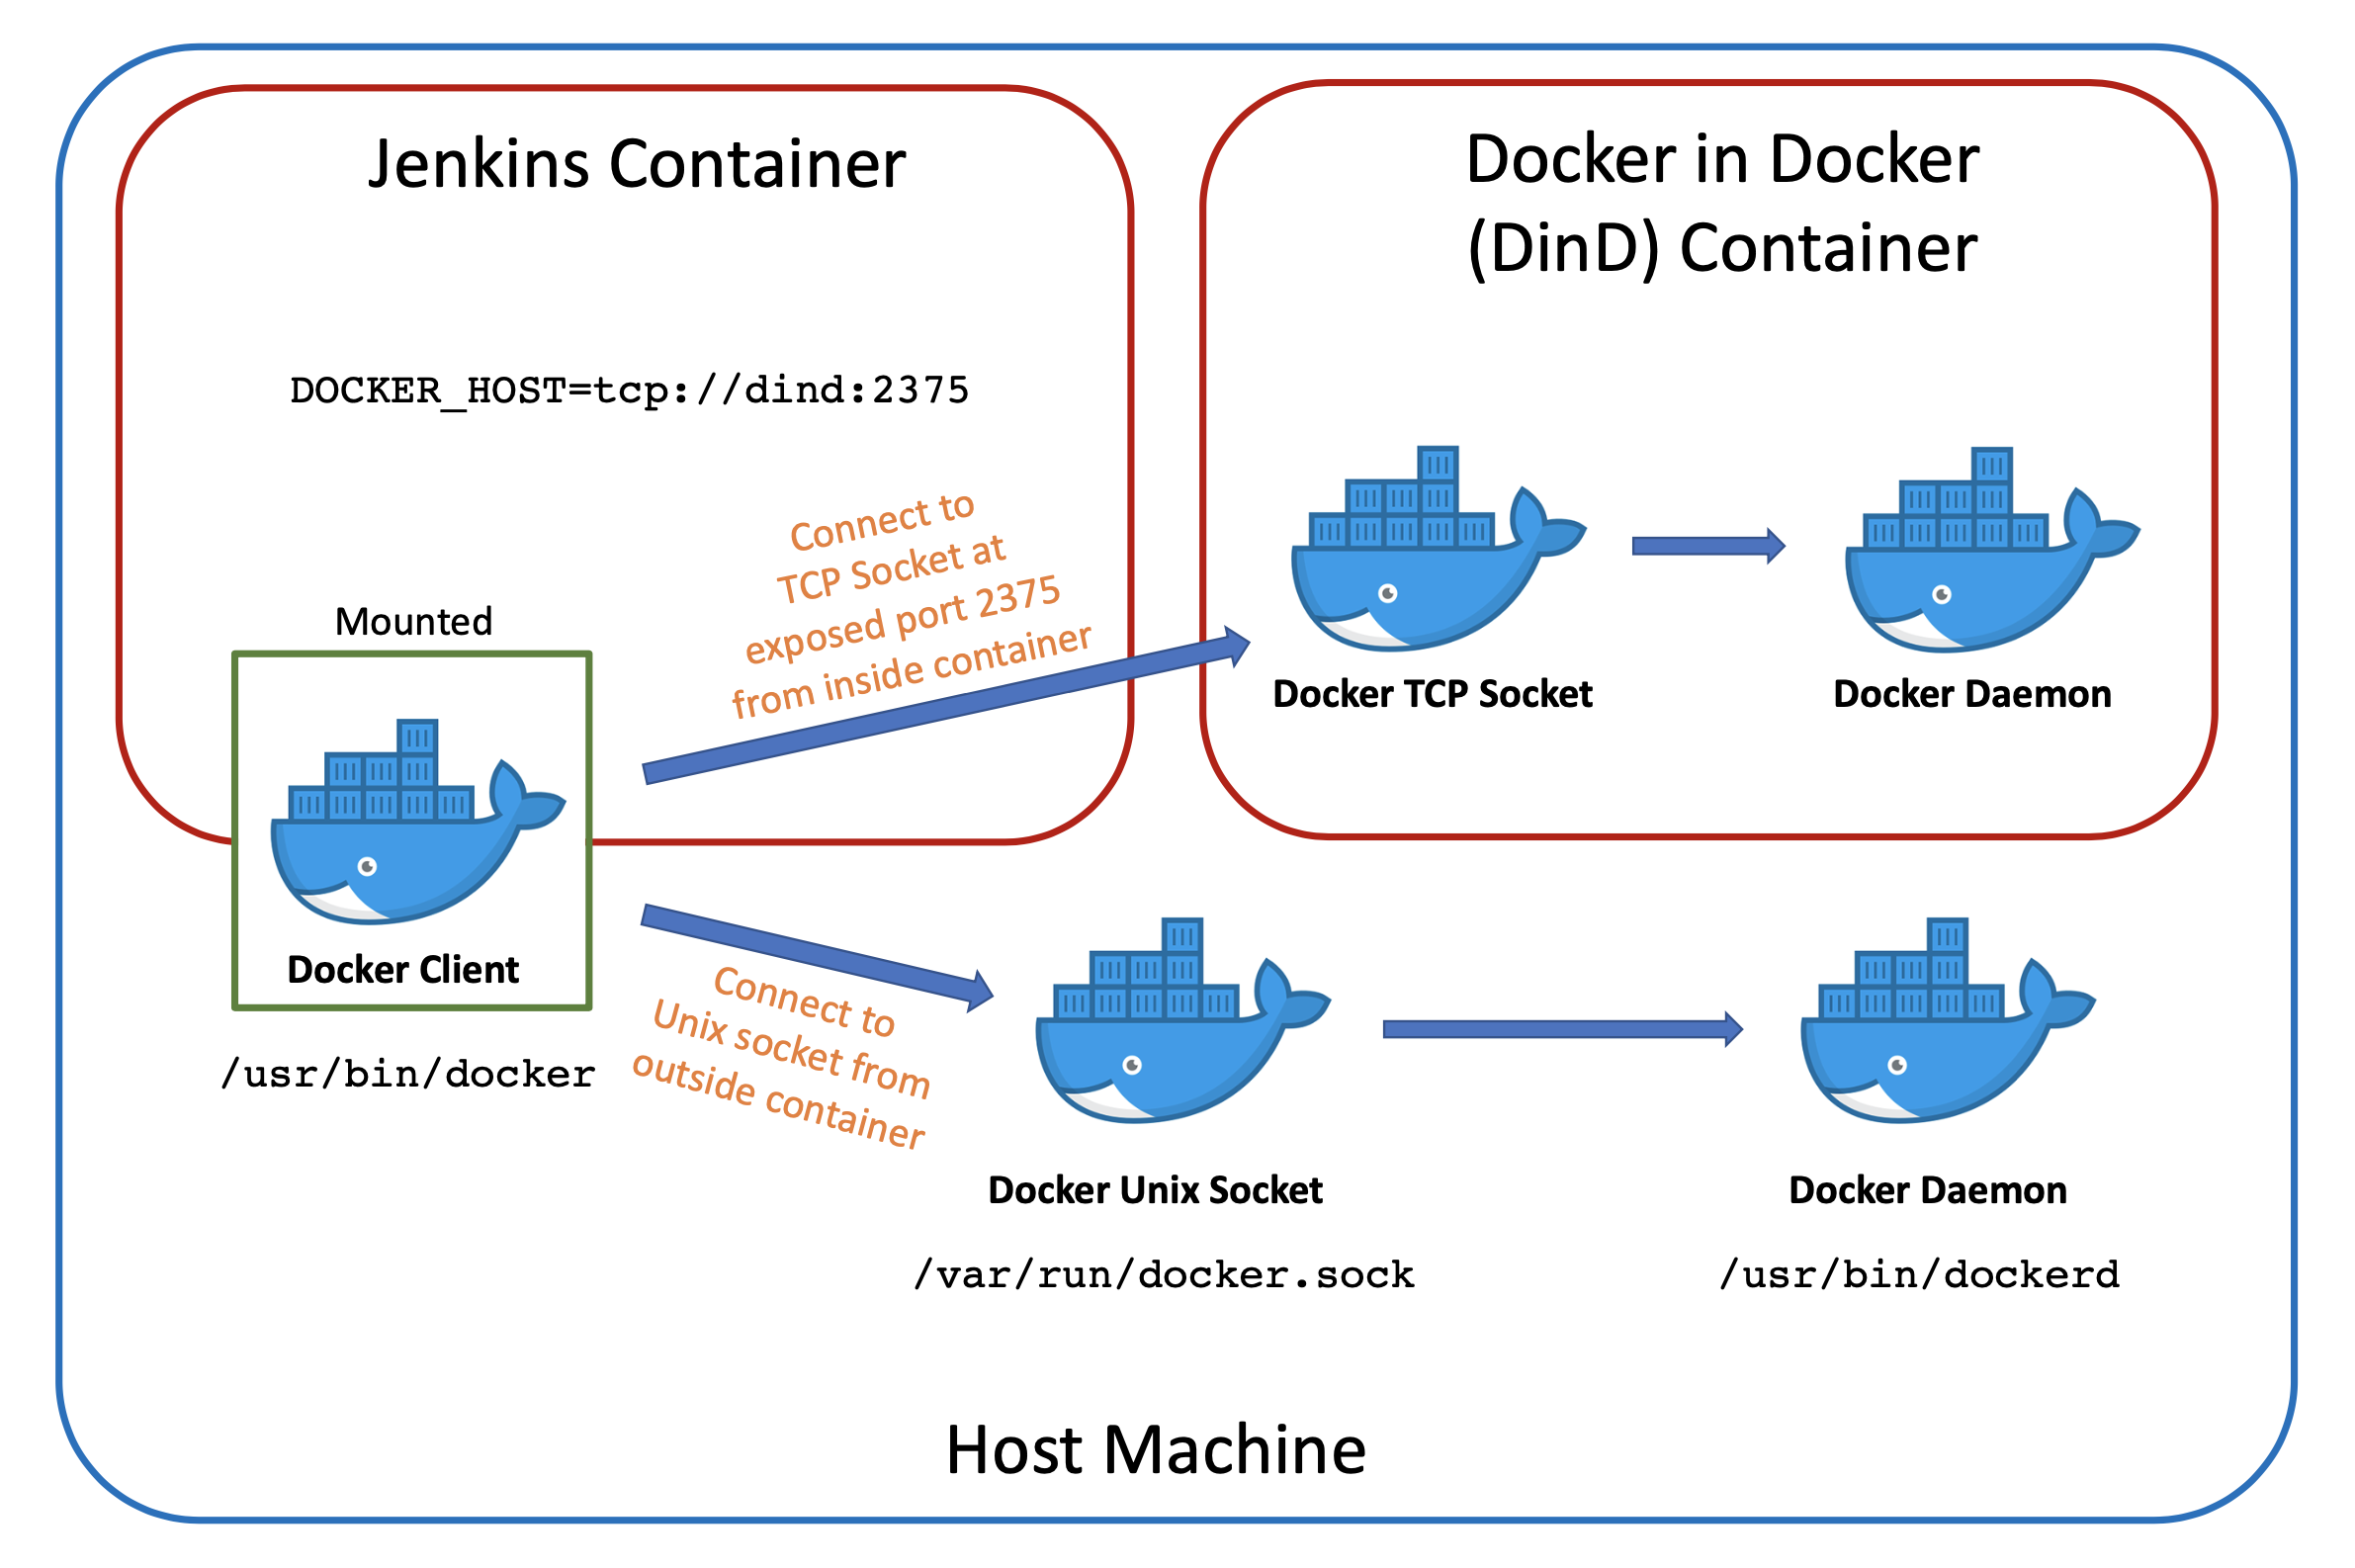 Jenkins Container
Docker in Docker
(DinD) Container
DOCKER_HOST=tcp://dind:2375
Connect to
TCP Socket at
exposed port 2375
from inside container
Mounted
Docker TCP Socket
Docker Daemon
Docker Client
/usr/bin/docker
Connect to
Unix socket from
outside container
Docker Unix Socket
Docker Daemon
/var/run/docker.sock
/usr/bin/dockerd
Host Machine